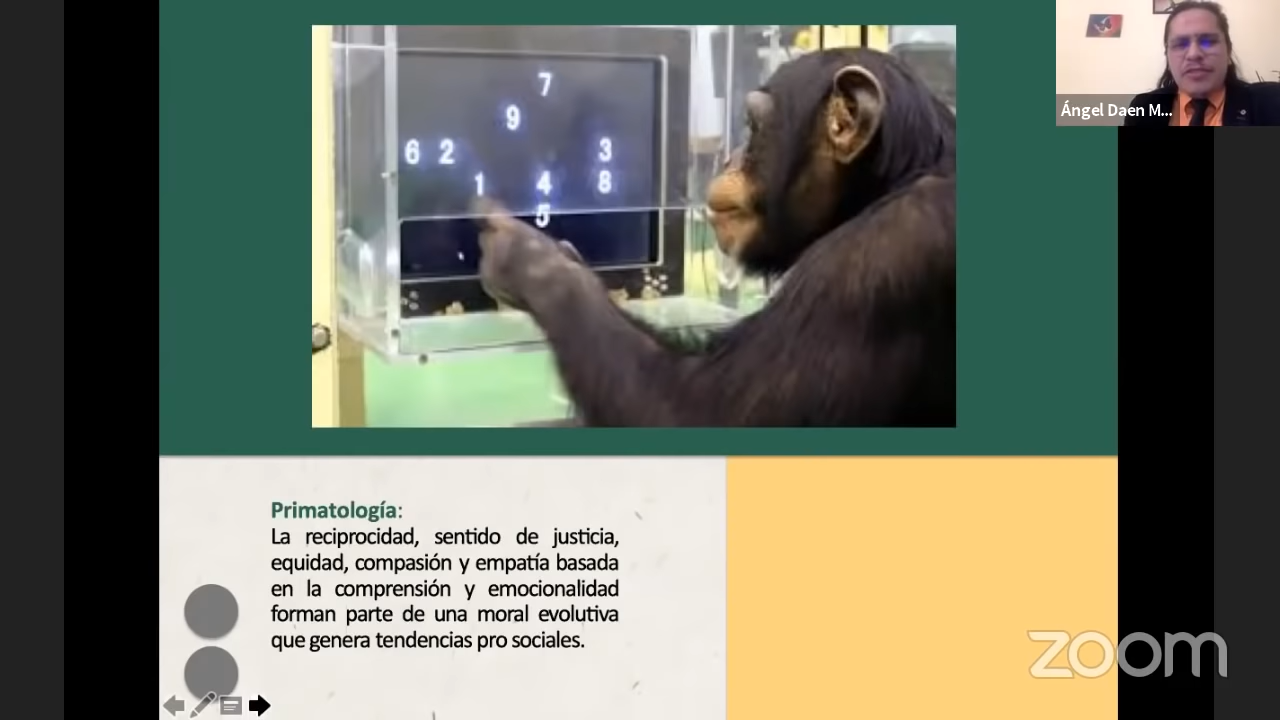 7
9
6 2 3
1 4 8
5
Ángel Daen M...
Primatología:
La reciprocidad, sentido de justicia,
equidad, compasión y empatía basada
en la comprensión y emocionalidad
forman parte de una moral evolutiva
que genera tendencias pro sociales.
zoom